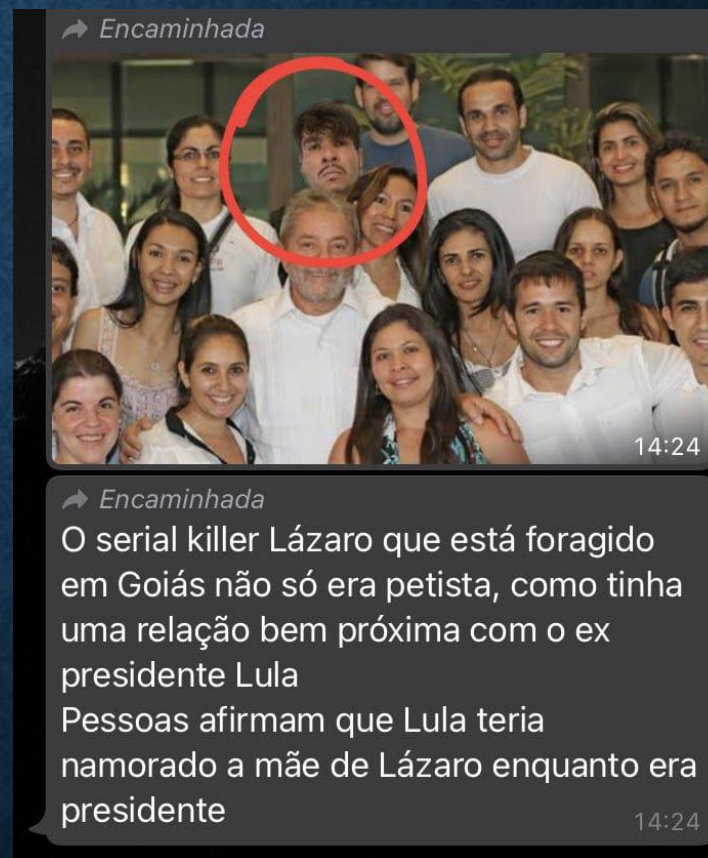 Encaminhada
14:24
Encaminhada
O serial killer Lázaro que está foragido
em Goiás não só era petista, como tinha
uma relação bem próxima com o ex
presidente Lula
Pessoas afirmam que Lula teria
namorado a mãe de Lázaro enquanto era
presidente
14:24